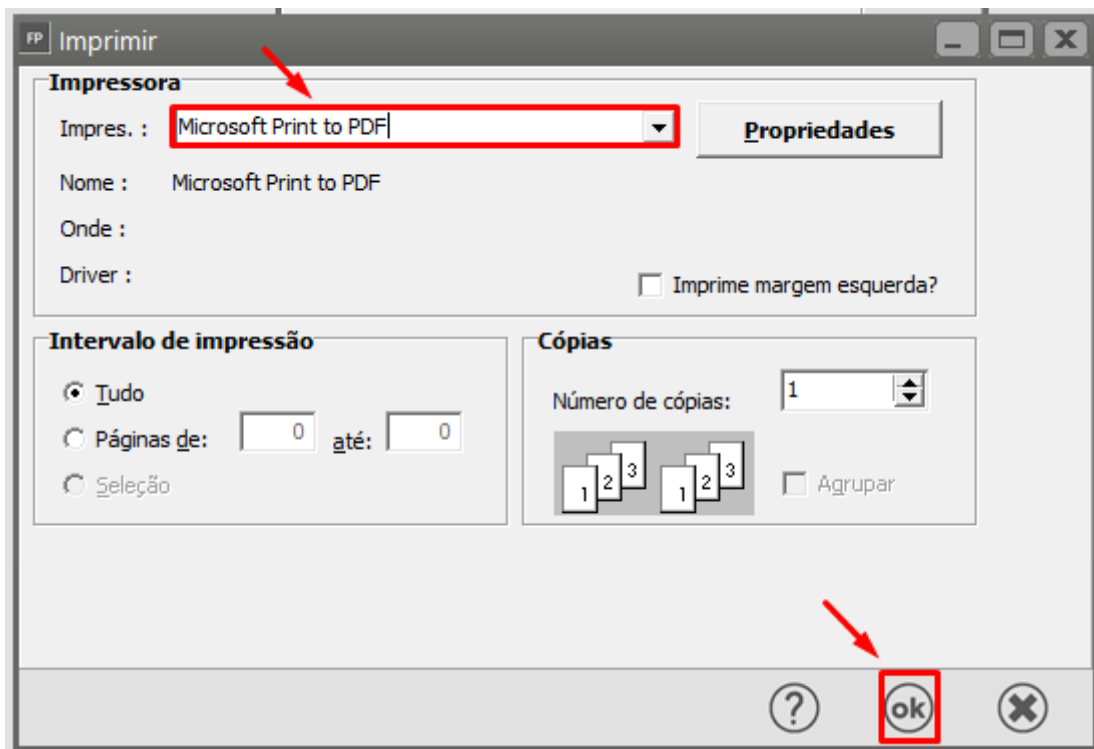 FP Imprimir
Impressora
Impres. : Microsoft Print to PDF Propriedades
Nome : Microsoft Print to PDF
Onde :
Driver : Imprime margem esquerda?
Intervalo de impressão
Tudo
Páginas de: 0 até: 0
Seleção
Cópias
Número de cópias: 1
1 2 3 1 2 3 Agrupar
? ok